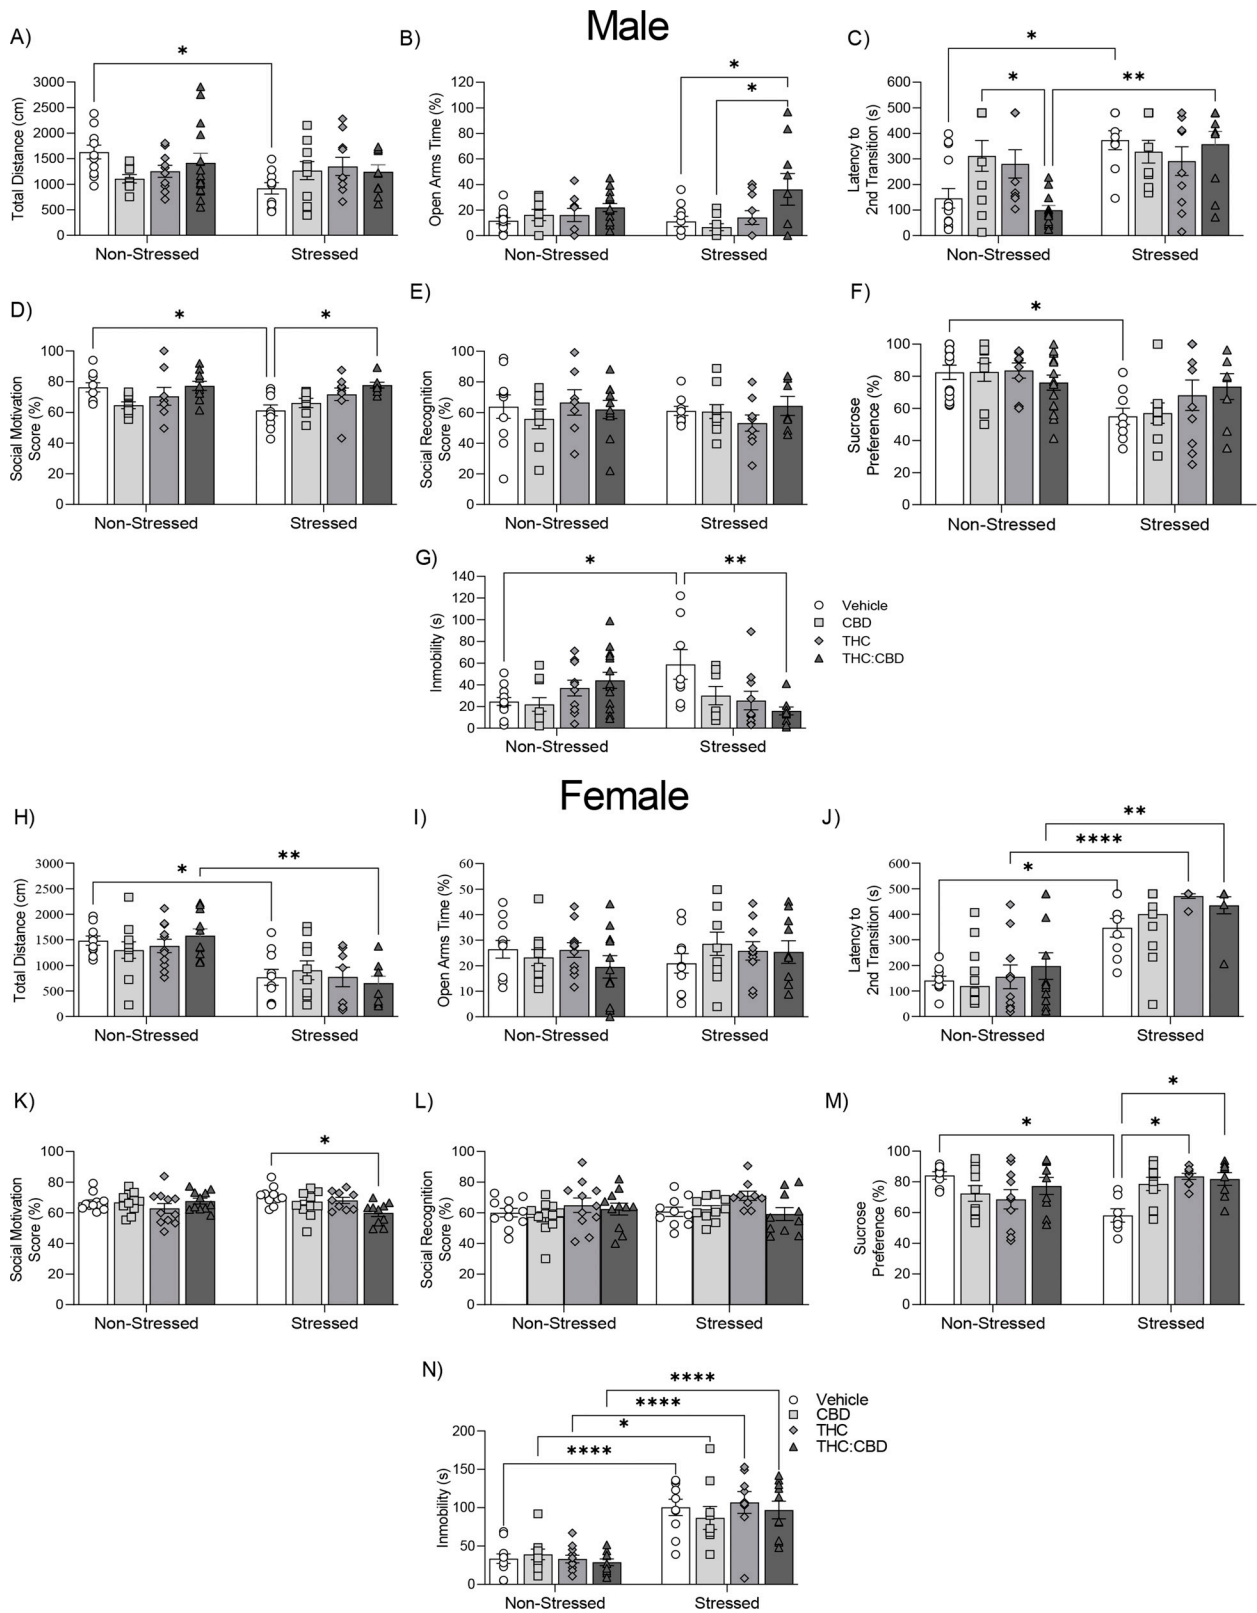 Male
A)
*
Total Distance (cm)
3000
2500
2000
1500
1000
500
0
Non-Stressed
Stressed
B)
*
*
Open Arms Time (%)
120
100
80
60
40
20
0
Non-Stressed
Stressed
C)
*
*
**
Latency to
2nd Transition (s)
600
500
400
300
200
100
0
Non-Stressed
Stressed
D)
*
*
Social Motivation
Score (%)
100
80
60
40
20
0
Non-Stressed
Stressed
E)
Social Recognition
Score (%)
100
80
60
40
20
0
Non-Stressed
Stressed
F)
*
Sucrose
Preference (%)
100
80
60
40
20
0
Non-Stressed
Stressed
G)
*
**
Inmobility (s)
140
120
100
80
60
40
20
0
Non-Stressed
Stressed
Vehicle
CBD
THC
THC:CBD
Female
H)
*
**
Total Distance (cm)
3000
2500
2000
1500
1000
500
0
Non-Stressed
Stressed
I)
Open Arms Time (%)
60
50
40
30
20
10
0
Non-Stressed
Stressed
J)
**
****
*
Latency to
2nd Transition (s)
600
500
400
300
200
100
0
Non-Stressed
Stressed
K)
*
Social Motivation
Score (%)
100
80
60
40
20
0
Non-Stressed
Stressed
L)
Social Recognition
Score (%)
100
80
60
40
20
0
Non-Stressed
Stressed
M)
*
*
*
Sucrose
Preference (%)
100
80
60
40
20
0
Non-Stressed
Stressed
N)
****
****
*
****
Inmobility (s)
200
150
100
50
0
Non-Stressed
Stressed
Vehicle
CBD
THC
THC:CBD